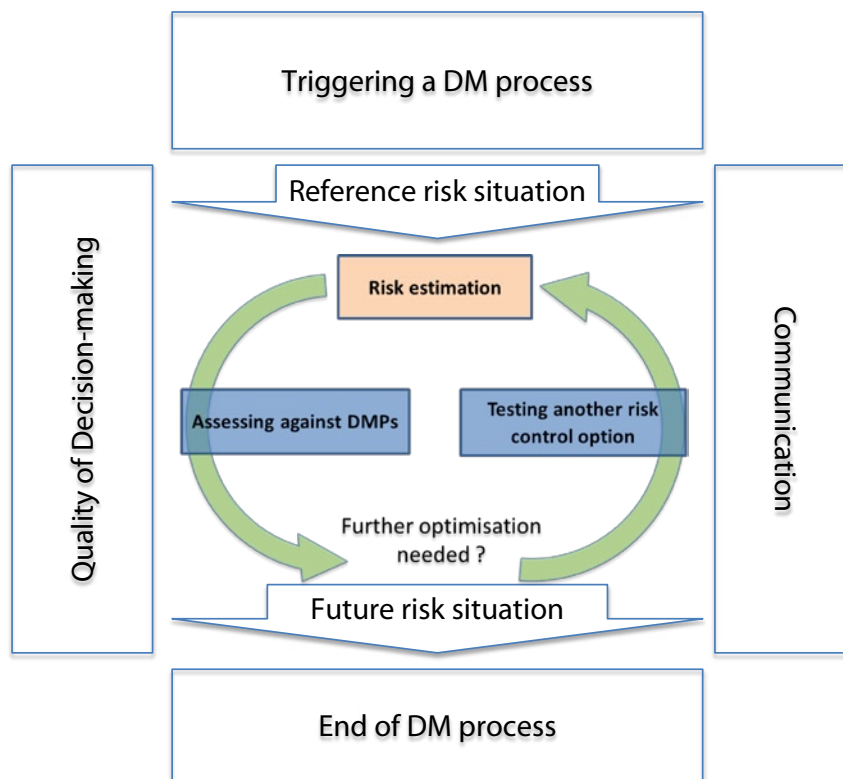 Triggering a DM process
Reference risk situation
Quality of Decision-making
Risk estimation
Communication
Assessing against DMPs
Testing another risk
control option
Further optimisation
needed ?
Future risk situation
End of DM process